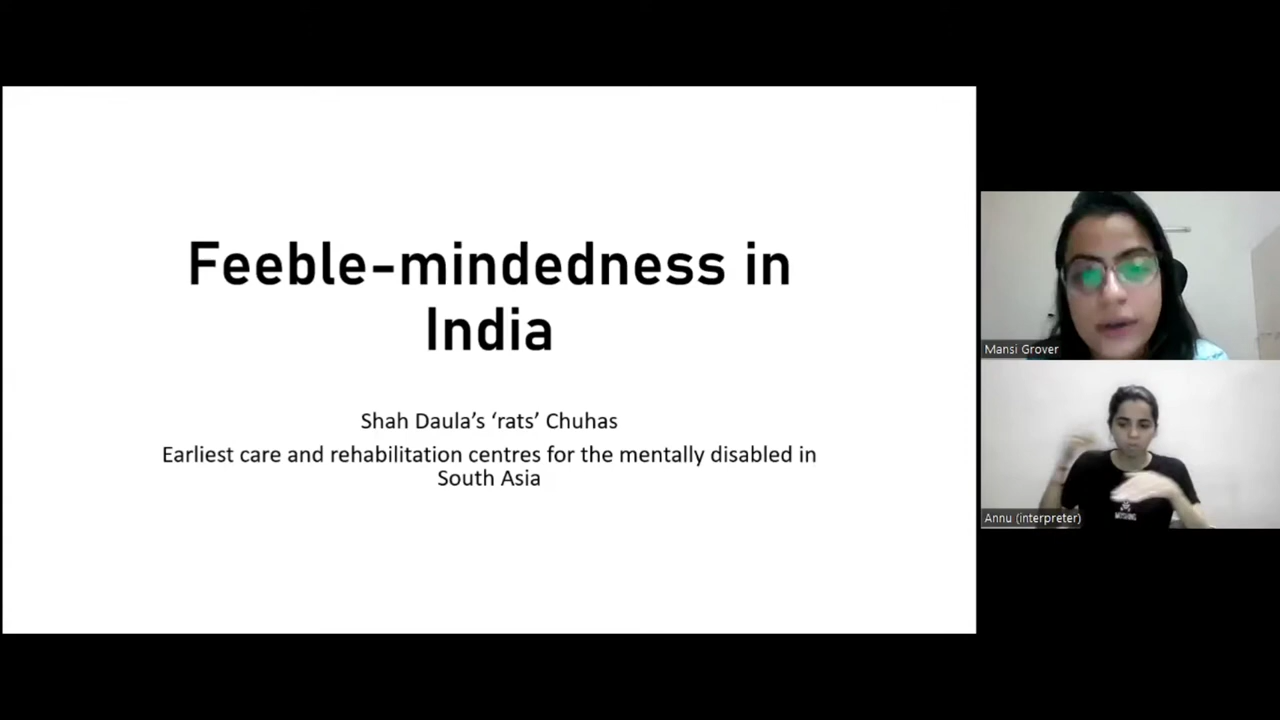 Feeble-mindedness in
India
Shah Daula's ‘rats’ Chuhas
Earliest care and rehabilitation centres for the mentally disabled in
South Asia
Mansi Grover
Annu (interpreter)